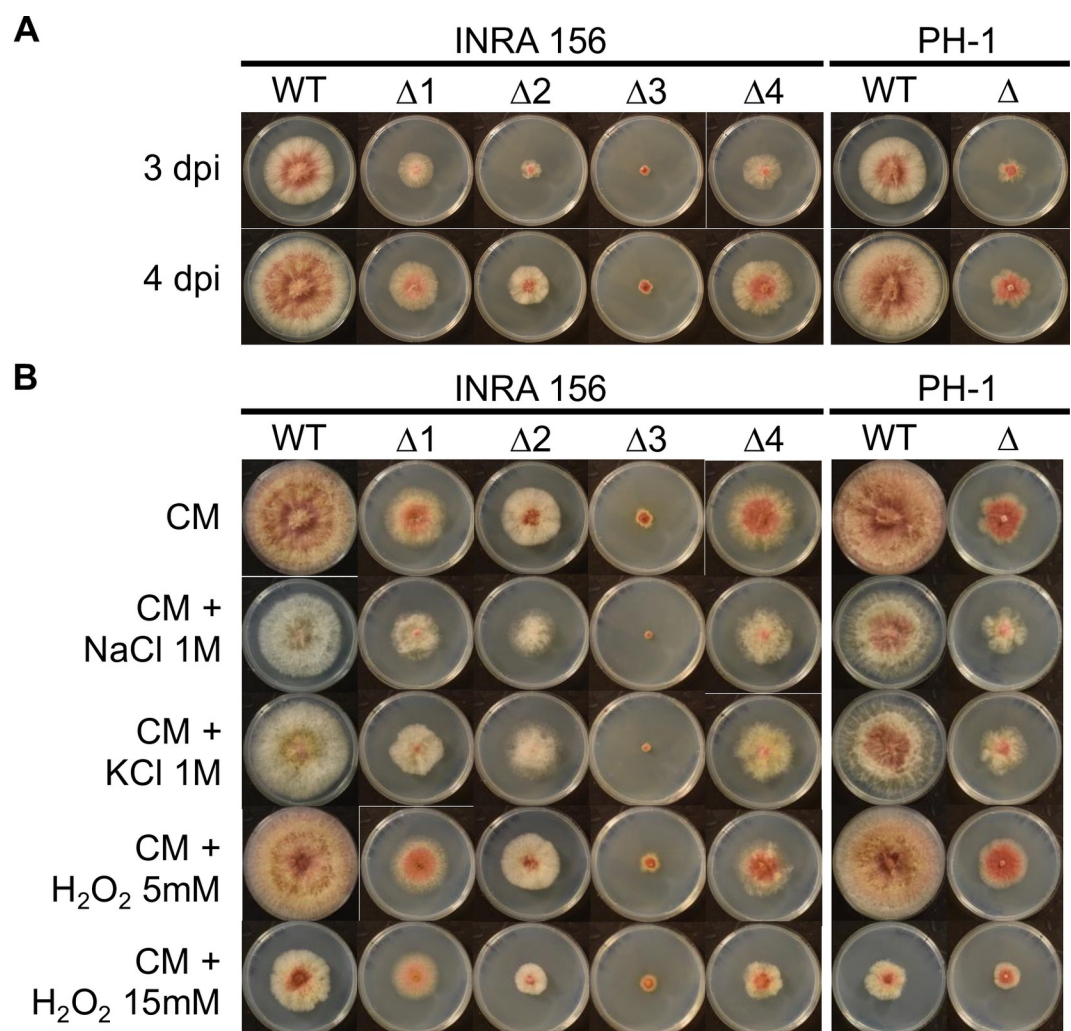 A
INRA 156 PH-1
WT Δ1 Δ2 Δ3 Δ4 WT Δ
3 dpi
4 dpi
B
INRA 156 PH-1
WT Δ1 Δ2 Δ3 Δ4 WT Δ
CM
CM +
NaCl 1M
CM +
KCl 1M
CM +
H₂O₂ 5mM
CM +
H₂O₂ 15mM